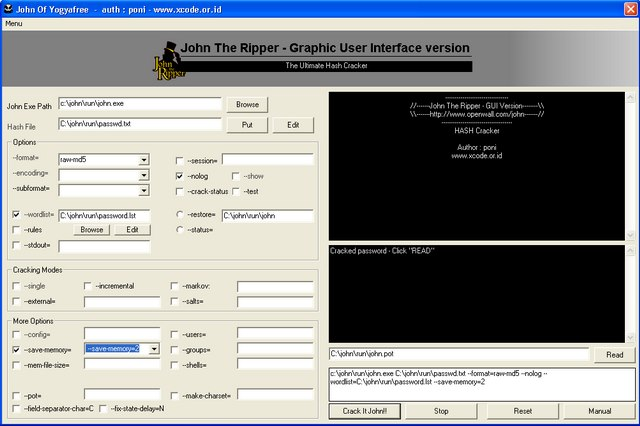 John Of Yogyafree - auth : poni - www.xcode.or.id
Menu
John The Ripper - Graphic User Interface version
The Ultimate Hash Cracker
John The Ripper
John Exe Path c:\john\run\john.exe Browse
Hash File C:\john\run\passwd.txt Put Edit
Options
--format= raw-md5 --session=
--encoding= --nolog --show
--subformat= --crack-status --test
--wordlist= C:\john\run\password.lst --restore= C:\john\run\john
--rules Browse Edit --status=
--stdout=
Cracking Modes
--single --incremental --markov:
--external= --salts=
More Options
--config= --users=
--save-memory= --save-memory=2 --groups=
--mem-file-size= --shells=
--pot= --make-charset=
--field-separator-char=C --fix-state-delay=N
-------------------------------
//------John The Ripper - GUI Version-------\\
\\------http://www.openwall.com/john------//
-------------------------------
HASH Cracker
Author : poni
www.xcode.or.id
Cracked password - Click "READ"
C:\john\run\john.pot Read
c:\john\run\john.exe C:\john\run\passwd.txt --format=raw-md5 --nolog --
wordlist=C:\john\run\password.lst --save-memory=2
Crack It John!! Stop Reset Manual